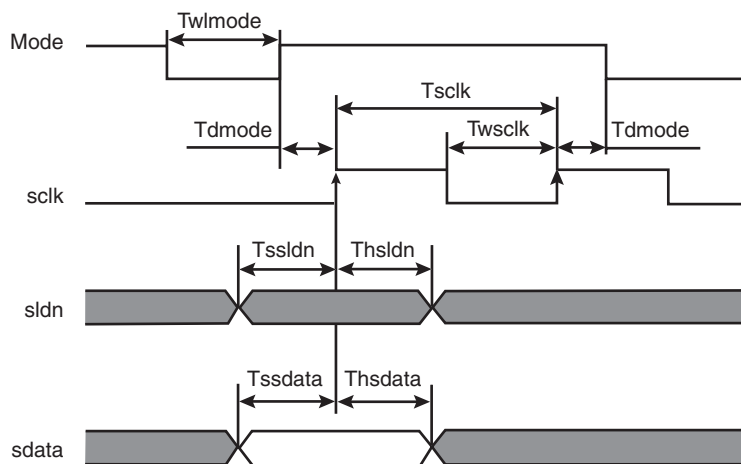 Twlmode
Mode
Tsclk
Tdmode
Twsclk
Tdmode
sclk
Tssldn
Thsldn
sldn
Tssdata
Thsdata
sdata